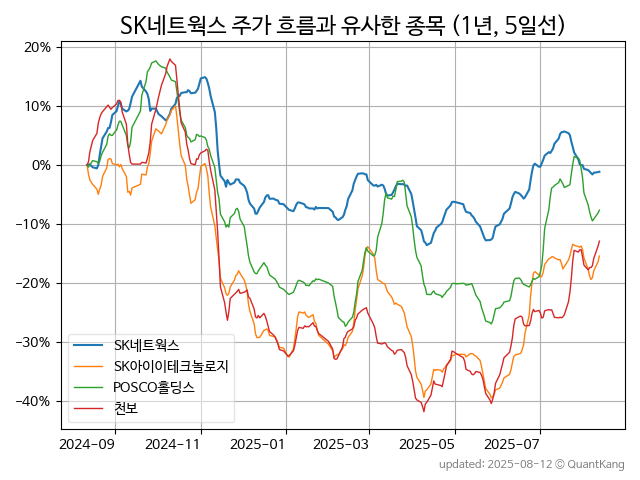 SK네트웍스 주가 흐름과 유사한 종목 (1년, 5일선)
20%
10%
0%
−10%
−20%
−30%
−40%
SK네트웍스
SK아이이테크놀로지
POSCO홀딩스
천보
2024-09
2024-11
2025-01
2025-03
2025-05
2025-07
updated: 2025-08-12 © QuantKang